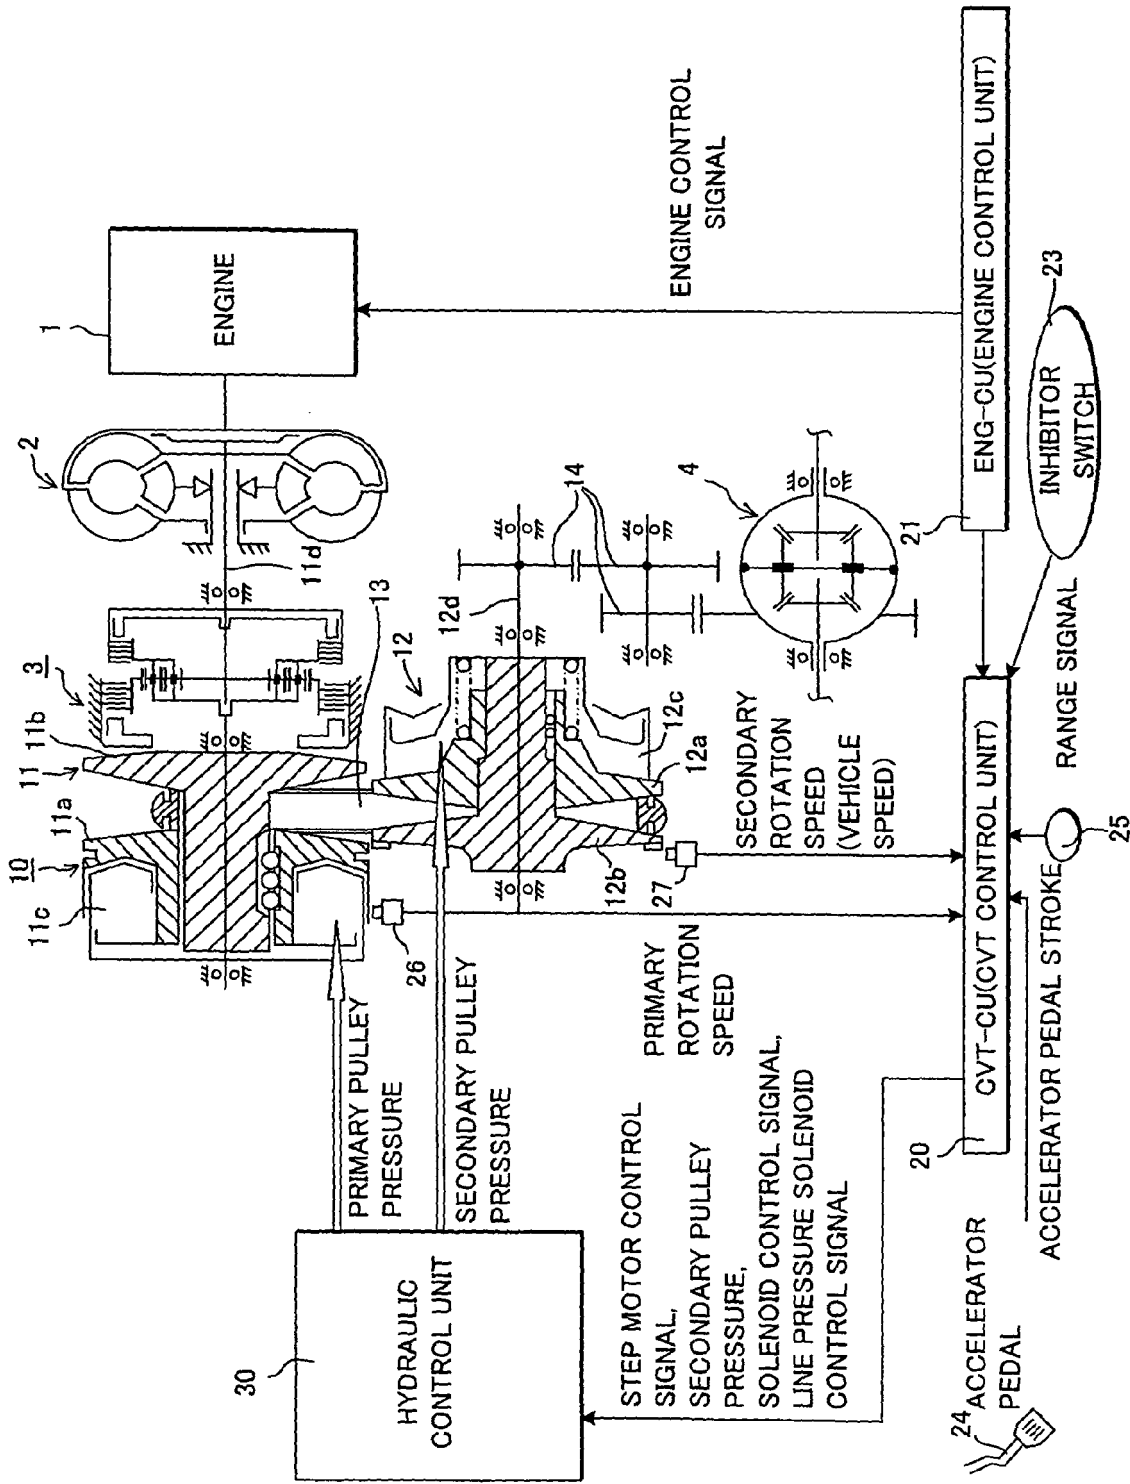 1
ENGINE
2
11d
3
11b
11
11a
10
11c
13
12
12d
14
4
12c
12a
12b
26
27
ENGINE CONTROL
SIGNAL
PRIMARY PULLEY
PRESSURE
SECONDARY PULLEY
PRESSURE
30
HYDRAULIC
CONTROL UNIT
PRIMARY
ROTATION
SPEED
SECONDARY
ROTATION
SPEED
(VEHICLE
SPEED)
STEP MOTOR CONTROL
SIGNAL,
SECONDARY PULLEY
PRESSURE,
SOLENOID CONTROL SIGNAL,
LINE PRESSURE SOLENOID
CONTROL SIGNAL
21
ENG-CU(ENGINE CONTROL UNIT)
20
CVT-CU(CVT CONTROL UNIT)
23
INHIBITOR
SWITCH
RANGE SIGNAL
25
ACCELERATOR PEDAL STROKE
24
ACCELERATOR
PEDAL